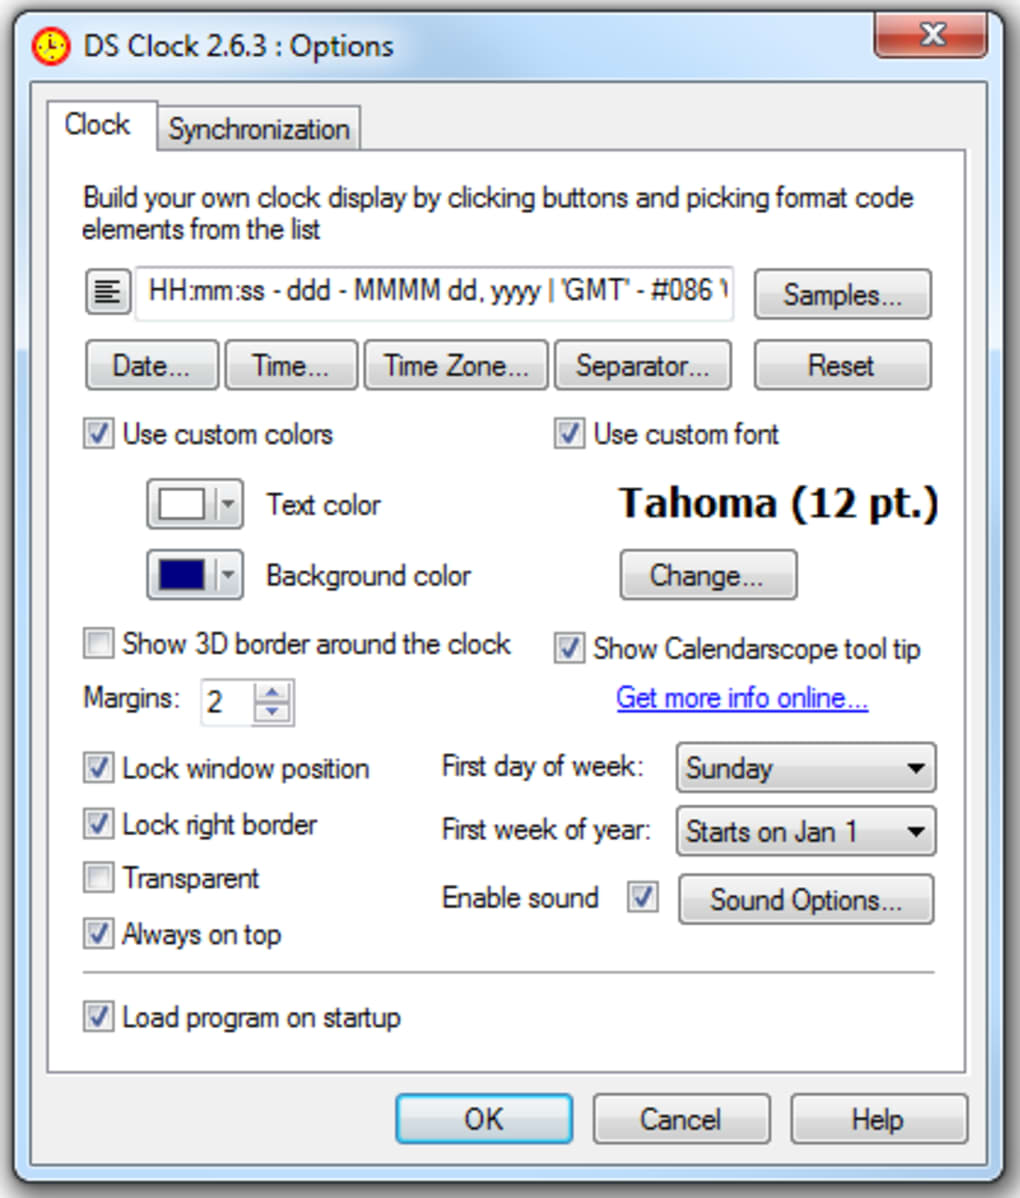 DS Clock 2.6.3 : Options
Clock
Synchronization
Build your own clock display by clicking buttons and picking format code
elements from the list
HH:mm:ss - ddd - MMMM dd, yyyy | 'GMT' - #086
Samples...
Date...
Time...
Time Zone...
Separator...
Reset
Use custom colors
Use custom font
Text color
Tahoma (12 pt.)
Background color
Change...
Show 3D border around the clock
Show Calendarscope tool tip
Margins: 2
Get more info online...
Lock window position
First day of week: Sunday
Lock right border
First week of year: Starts on Jan 1
Transparent
Enable sound
Sound Options...
Always on top
Load program on startup
OK
Cancel
Help